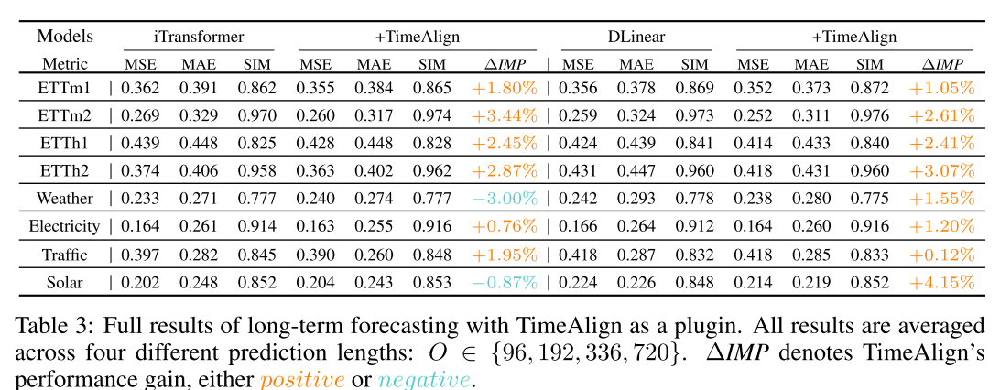 Models iTransformer +TimeAlign DLinear +TimeAlign
Metric MSE MAE SIM MSE MAE SIM ΔIMP | MSE MAE SIM MSE MAE SIM ΔIMP
ETTm1 | 0.362 0.391 0.862 0.355 0.384 0.865 +1.80% | 0.356 0.378 0.869 0.352 0.373 0.872 +1.05%
ETTm2 | 0.269 0.329 0.970 0.260 0.317 0.974 +3.44% | 0.259 0.324 0.973 0.252 0.311 0.976 +2.61%
ETTh1 | 0.439 0.448 0.825 0.428 0.448 0.828 +2.45% | 0.424 0.439 0.841 0.414 0.433 0.840 +2.41%
ETTh2 | 0.374 0.406 0.958 0.363 0.402 0.962 +2.87% | 0.431 0.447 0.960 0.418 0.431 0.960 +3.07%
Weather | 0.233 0.271 0.777 0.240 0.274 0.777 −3.00% | 0.242 0.293 0.778 0.238 0.280 0.775 +1.55%
Electricity | 0.164 0.261 0.914 0.163 0.255 0.916 +0.76% | 0.166 0.264 0.912 0.164 0.260 0.916 +1.20%
Traffic | 0.397 0.282 0.845 0.390 0.260 0.848 +1.95% | 0.418 0.287 0.832 0.418 0.285 0.833 +0.12%
Solar | 0.202 0.248 0.852 0.204 0.243 0.853 −0.87% | 0.224 0.226 0.848 0.214 0.219 0.852 +4.15%
Table 3: Full results of long-term forecasting with TimeAlign as a plugin. All results are averaged
across four different prediction lengths: O ∈ {96, 192, 336, 720}. ΔIMP denotes TimeAlign's
performance gain, either positive or negative.